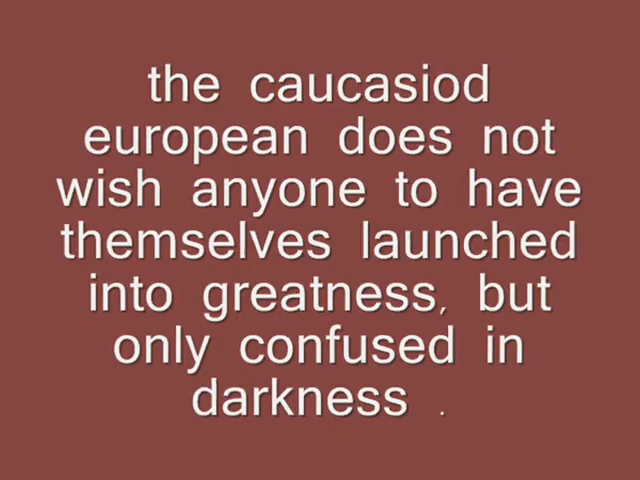 the caucasiod
european does not
wish anyone to have
themselves launched
into greatness, but
only confused in
darkness .